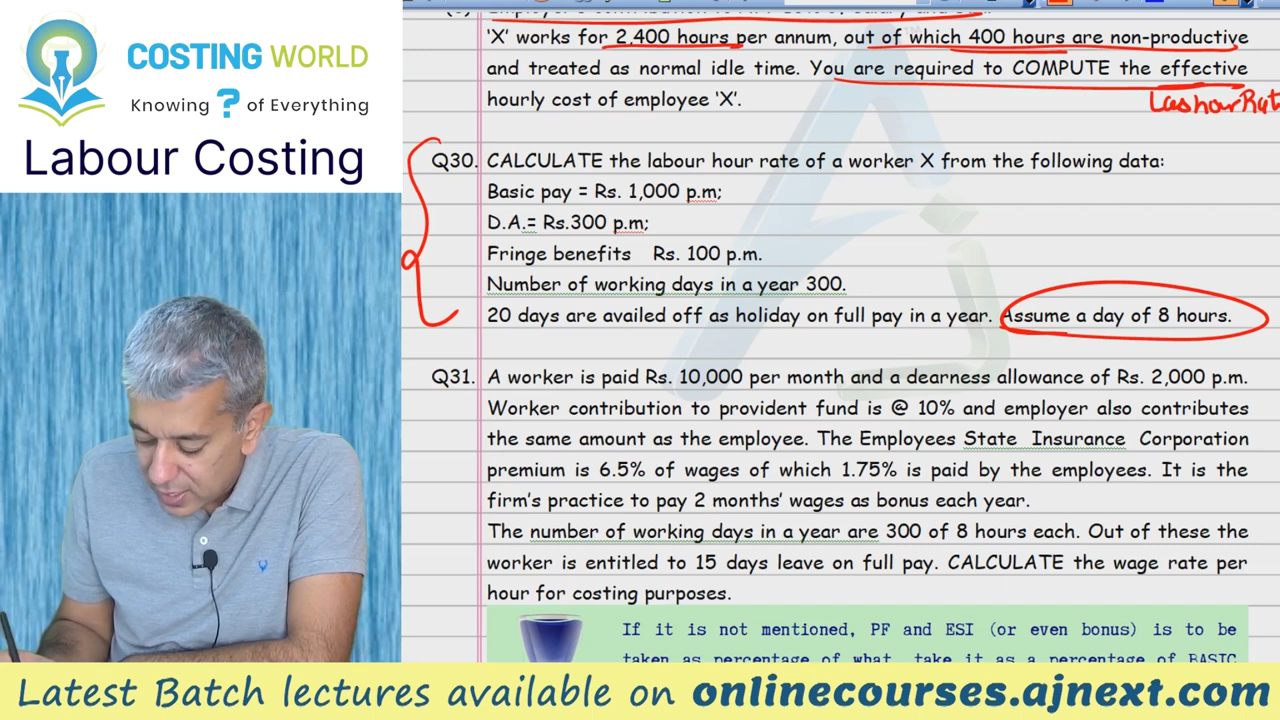 COSTING WORLD
Knowing ? of Everything
Labour Costing
'X' works for 2,400 hours per annum, out of which 400 hours are non-productive
and treated as normal idle time. You are required to COMPUTE the effective
hourly cost of employee 'X'.
Q30. CALCULATE the labour hour rate of a worker X from the following data:
Basic pay = Rs. 1,000 p.m;
D.A.= Rs.300 p.m;
Fringe benefits Rs. 100 p.m.
Number of working days in a year 300.
20 days are availed off as holiday on full pay in a year. Assume a day of 8 hours.
Q31. A worker is paid Rs. 10,000 per month and a dearness allowance of Rs. 2,000 p.m.
Worker contribution to provident fund is @ 10% and employer also contributes
the same amount as the employee. The Employees State Insurance Corporation
premium is 6.5% of wages of which 1.75% is paid by the employees. It is the
firm's practice to pay 2 months' wages as bonus each year.
The number of working days in a year are 300 of 8 hours each. Out of these the
worker is entitled to 15 days leave on full pay. CALCULATE the wage rate per
hour for costing purposes.
If it is not mentioned, PF and ESI (or even bonus) is to be
taken as percentage of what, take it as a percentage of BASIC
Latest Batch lectures available on onlinecourses.ajnext.com